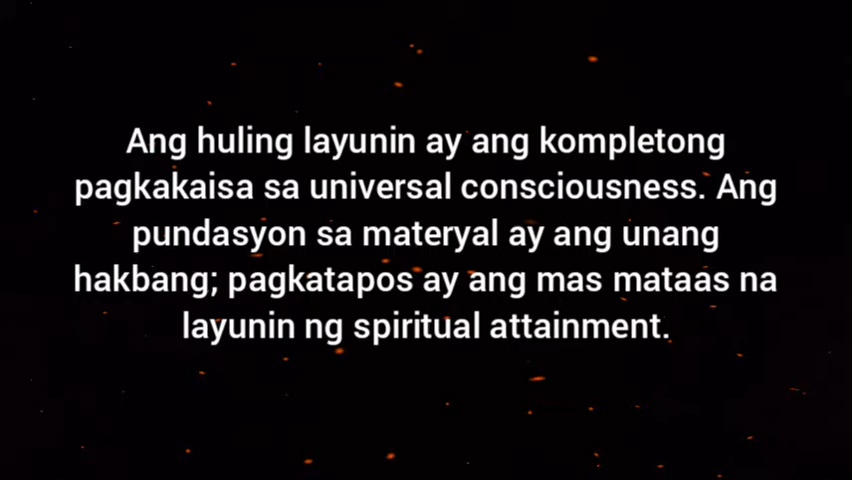 Ang huling layunin ay ang kompletong
pagkakaisa sa universal consciousness. Ang
pundasyon sa materyal ay ang unang
hakbang; pagkatapos ay ang mas mataas na
layunin ng spiritual attainment.